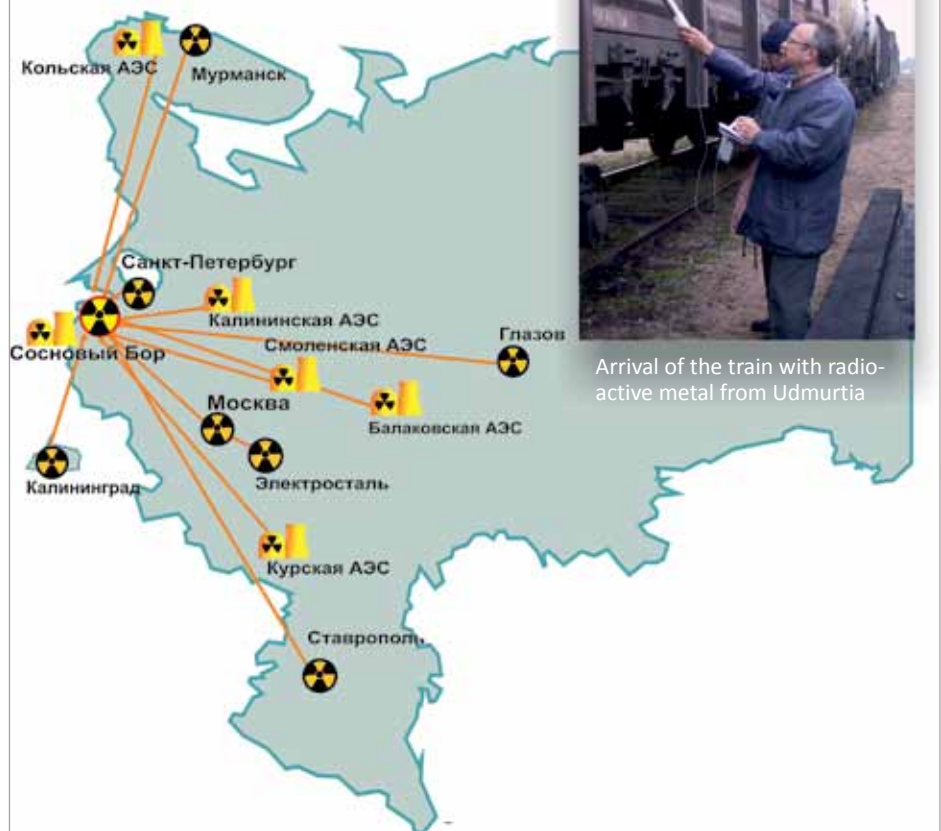 Кольская АЭС
Мурманск
Санкт-Петербург
Калининская АЭС
Смоленская АЭС
Глазов
Сосновый Бор
Москва
Балаковская АЭС
Электросталь
Калининград
Курская АЭС
Ставрополь
Arrival of the train with radio-
active metal from Udmurtia